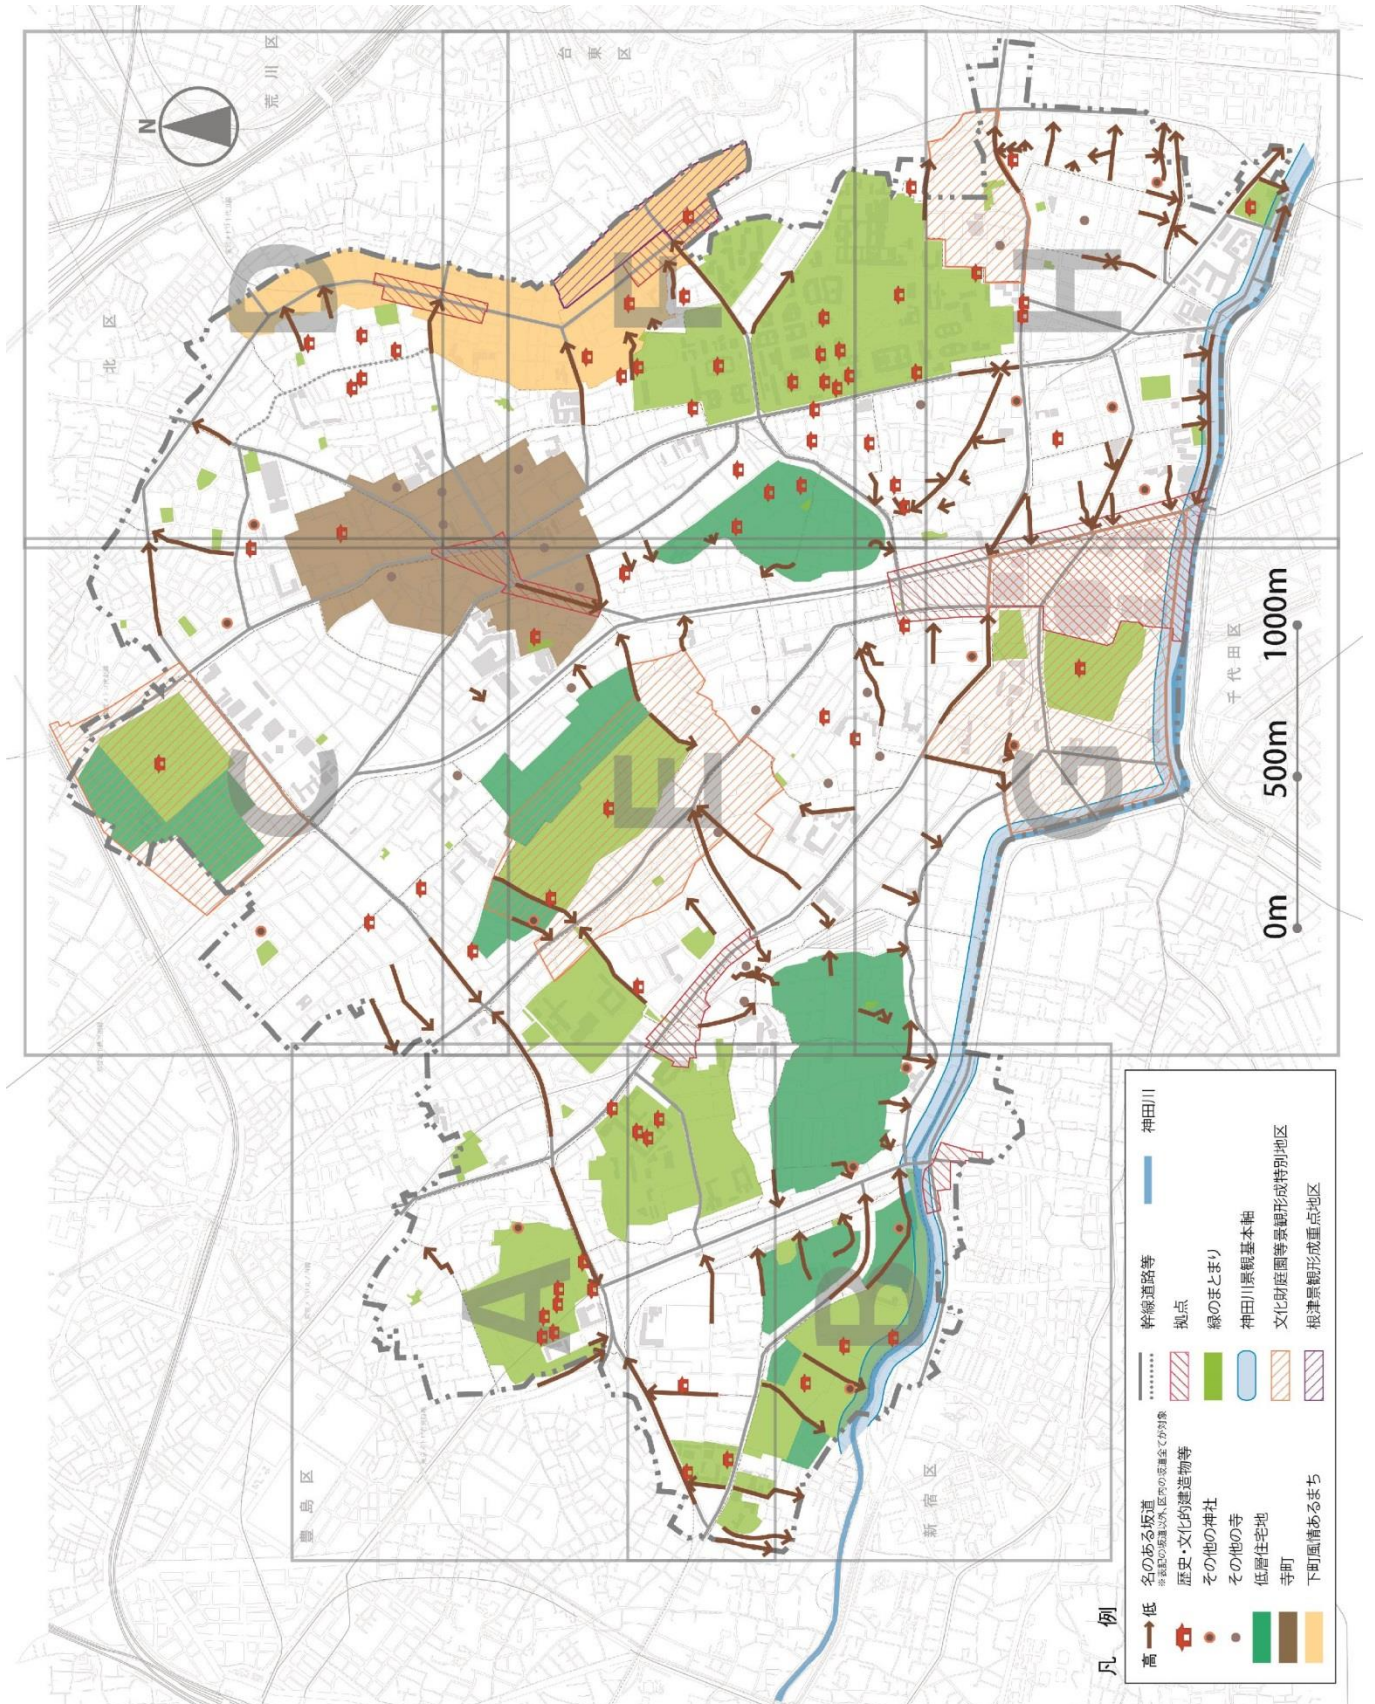 荒川区
台東区
北区
N
D
F
H
C
E
G
A
B
千代田区
豊島区
新宿区
0m
500m
1000m
凡例
高 低 名のある坂道
※表記の坂道以外、区内の坂道全てが対象
歴史・文化的建造物等
その他の神社
その他の寺
低層住宅地
寺町
下町風情あるまち
幹線道路等
拠点
緑のまとまり
神田川景観基本軸
文化財庭園等景観形成特別地区
根津景観形成重点地区
神田川